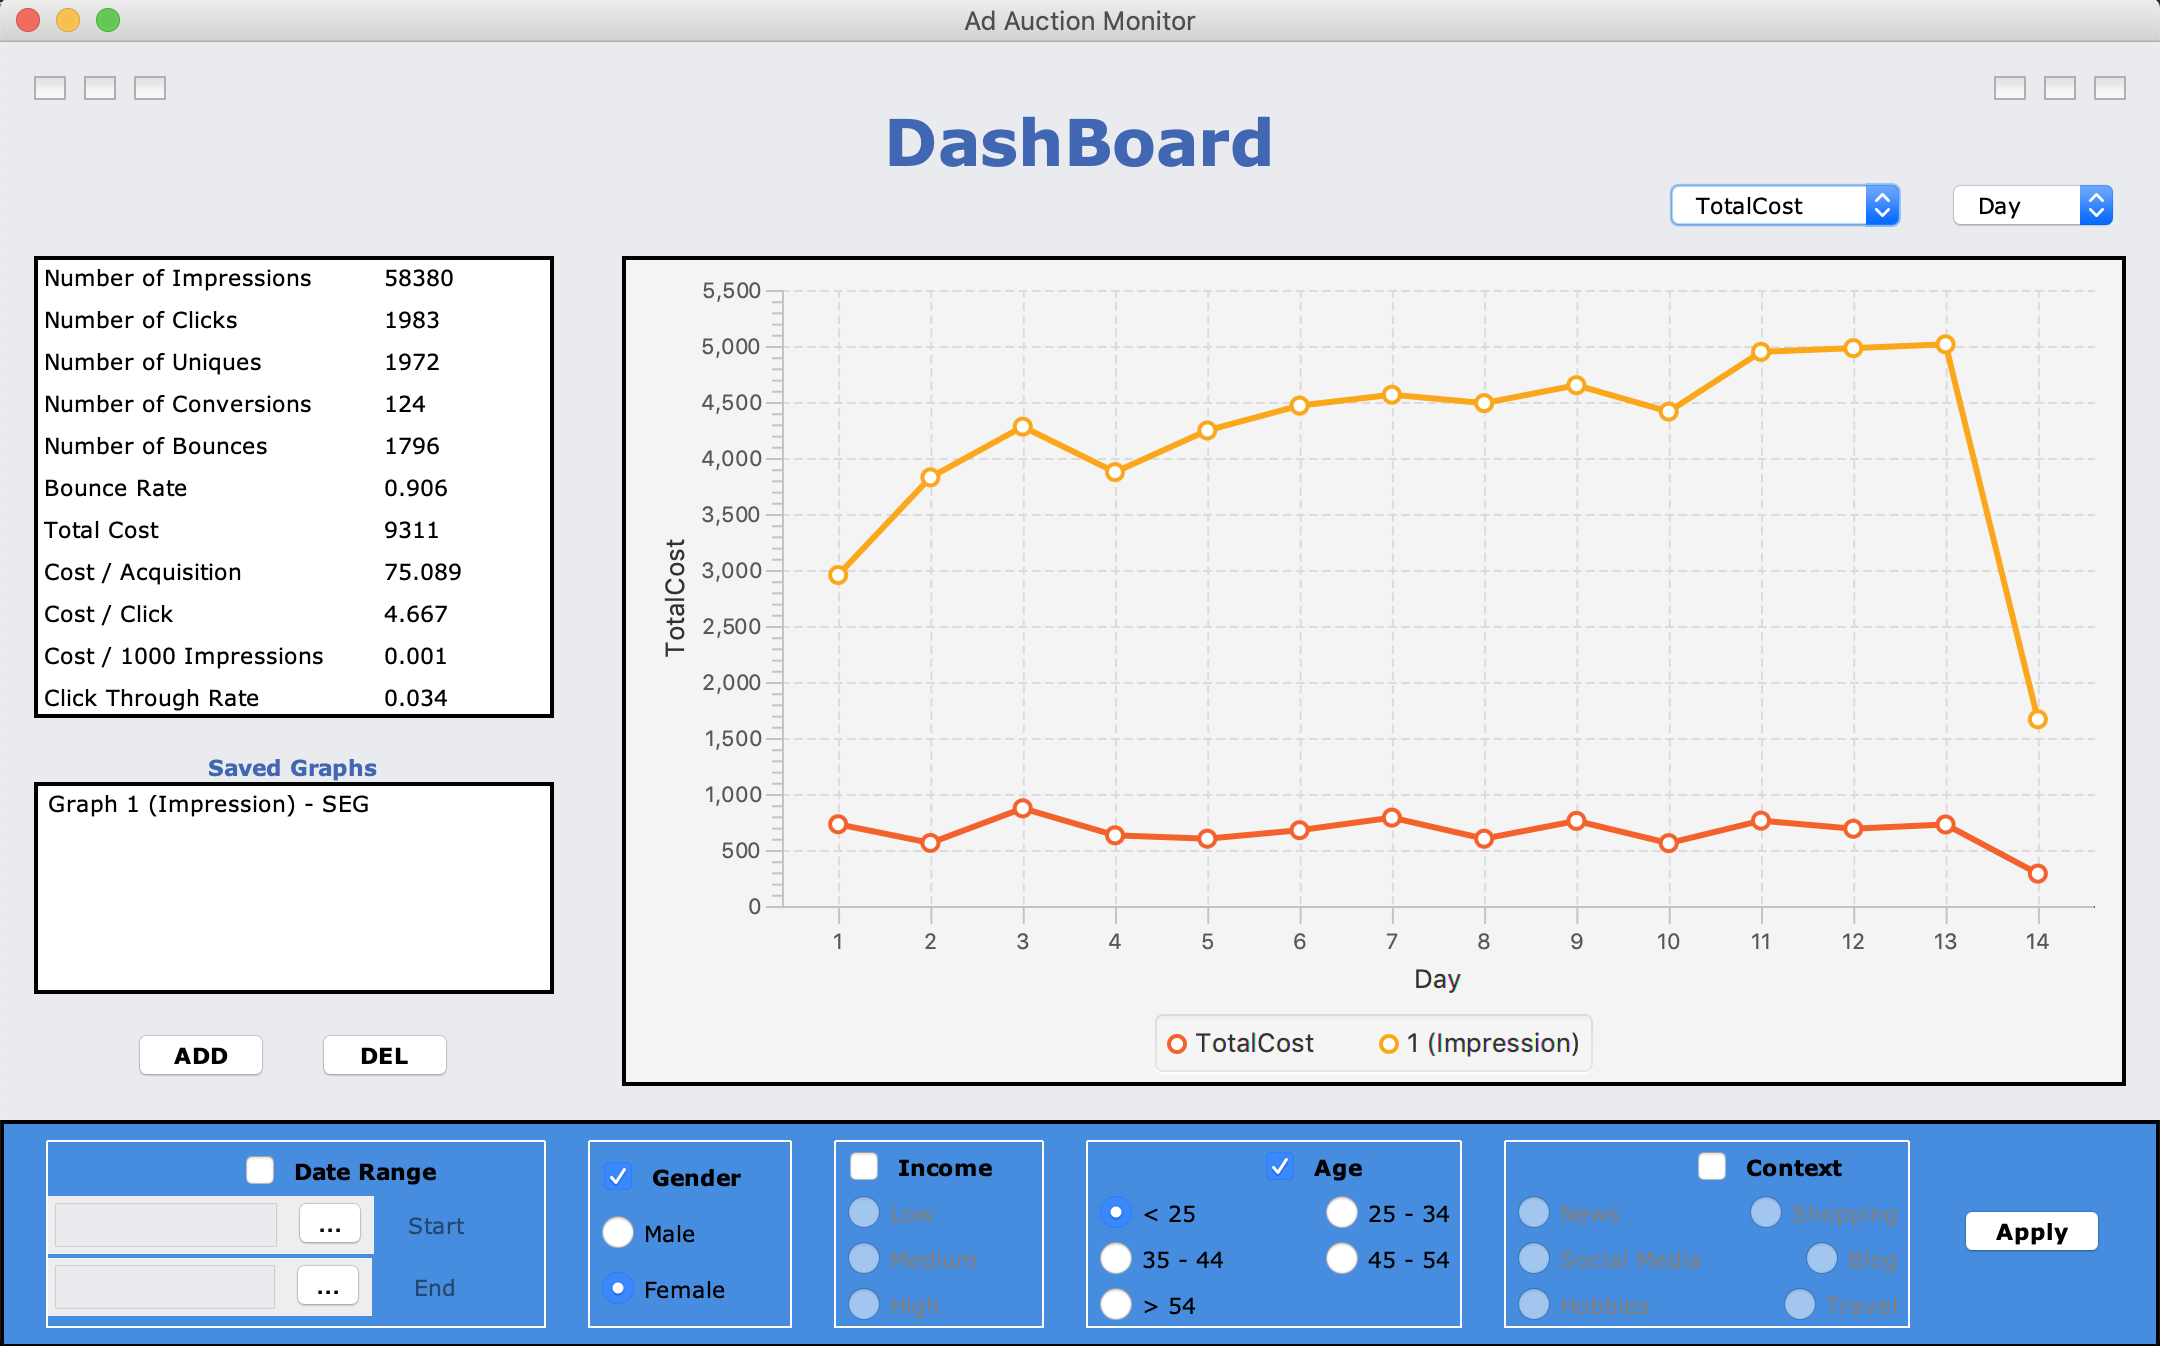 Ad Auction Monitor
DashBoard
TotalCost Day
Number of Impressions 58380
Number of Clicks 1983
Number of Uniques 1972
Number of Conversions 124
Number of Bounces 1796
Bounce Rate 0.906
Total Cost 9311
Cost / Acquisition 75.089
Cost / Click 4.667
Cost / 1000 Impressions 0.001
Click Through Rate 0.034
Saved Graphs
Graph 1 (Impression) - SEG
ADD DEL
TotalCost
5,500
5,000
4,500
4,000
3,500
3,000
2,500
2,000
1,500
1,000
500
0
1 2 3 4 5 6 7 8 9 10 11 12 13 14
Day
TotalCost 1 (Impression)
Date Range
... Start
... End
Gender
Male
Female
Income
Low
Medium
High
Age
< 25 25 - 34
35 - 44 45 - 54
> 54
Context
News Shopping
Social Media Blog
Hobbies Travel
Apply